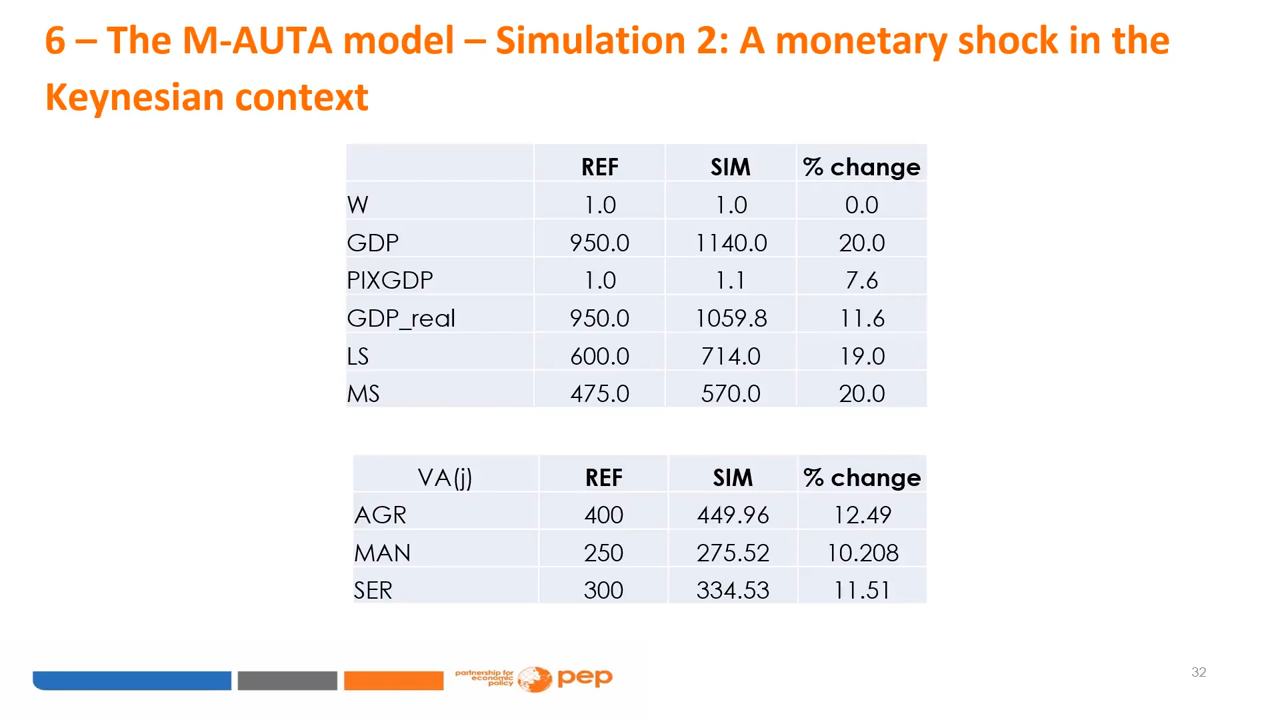 6 – The M-AUTA model – Simulation 2: A monetary shock in the
Keynesian context
REF SIM % change
W 1.0 1.0 0.0
GDP 950.0 1140.0 20.0
PIXGDP 1.0 1.1 7.6
GDP_real 950.0 1059.8 11.6
LS 600.0 714.0 19.0
MS 475.0 570.0 20.0
VA(j) REF SIM % change
AGR 400 449.96 12.49
MAN 250 275.52 10.208
SER 300 334.53 11.51
partnership for
economic
policy
pep
32